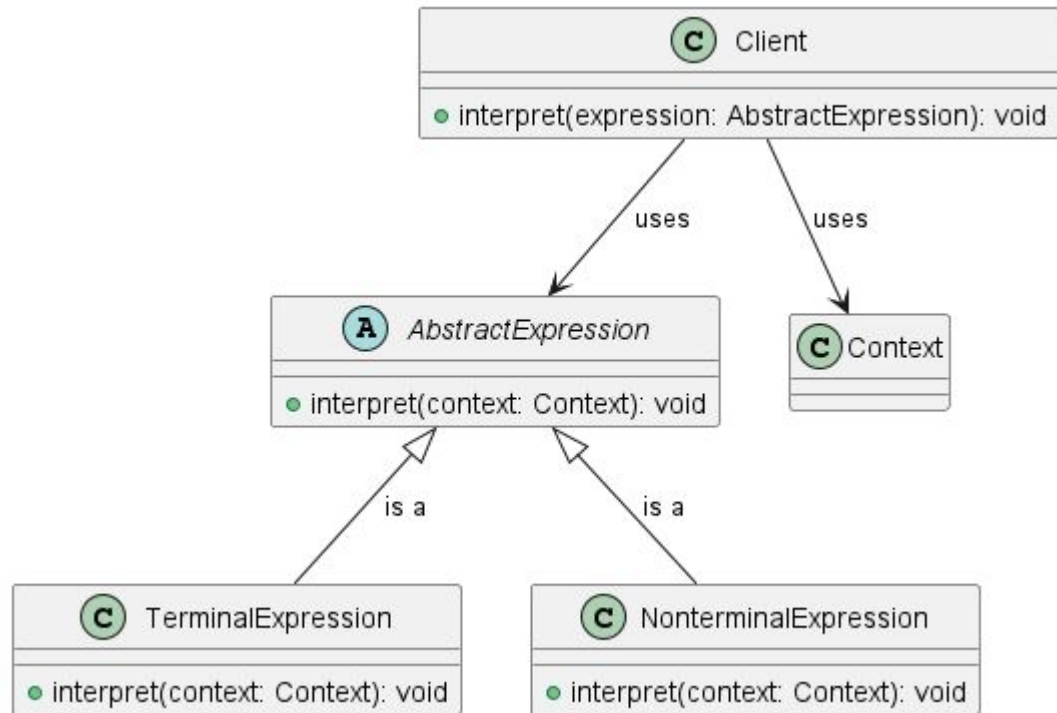 C Client
interpret(expression: AbstractExpression): void
uses
uses
A AbstractExpression
interpret(context: Context): void
C Context
is a
is a
C TerminalExpression
interpret(context: Context): void
C NonterminalExpression
interpret(context: Context): void